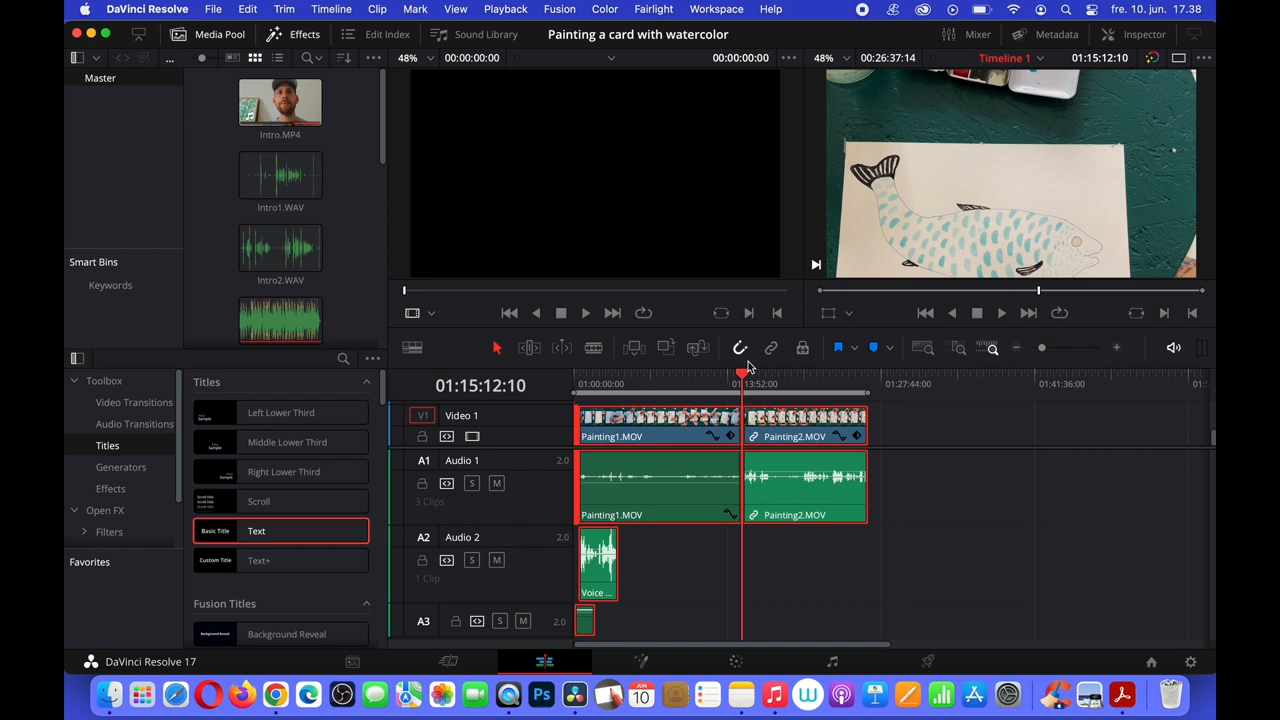 DaVinci Resolve File Edit Trim Timeline Clip Mark View Playback Fusion Color Fairlight Workspace Help fre. 10. jun. 17.38
Media Pool Effects Edit Index Sound Library Painting a card with watercolor Mixer Metadata Inspector
... 48% 00:00:00:00 00:00:00:00 ... 48% 00:26:37:14 Timeline 1 01:15:12:10 ...
Master
Intro.MP4
Intro1.WAV
Smart Bins
Keywords
Intro2.WAV
Toolbox
Video Transitions
Audio Transitions
Titles
Generators
Effects
Open FX
Filters
Favorites
Titles
Left Lower Third
Middle Lower Third
Right Lower Third
Scroll
Basic Title Text
Custom Title Text+
Fusion Titles
Background Reveal Background Reveal
01:15:12:10
01:00:00:00 01:13:52:00 01:27:44:00 01:41:36:00
V1 Video 1
Painting1.MOV Painting2.MOV
A1 Audio 1 2.0
S M
3 Clips
Painting1.MOV Painting2.MOV
A2 Audio 2 2.0
S M
1 Clip
Voice ...
A3 S M 2.0
DaVinci Resolve 17
JUN
10
Ps